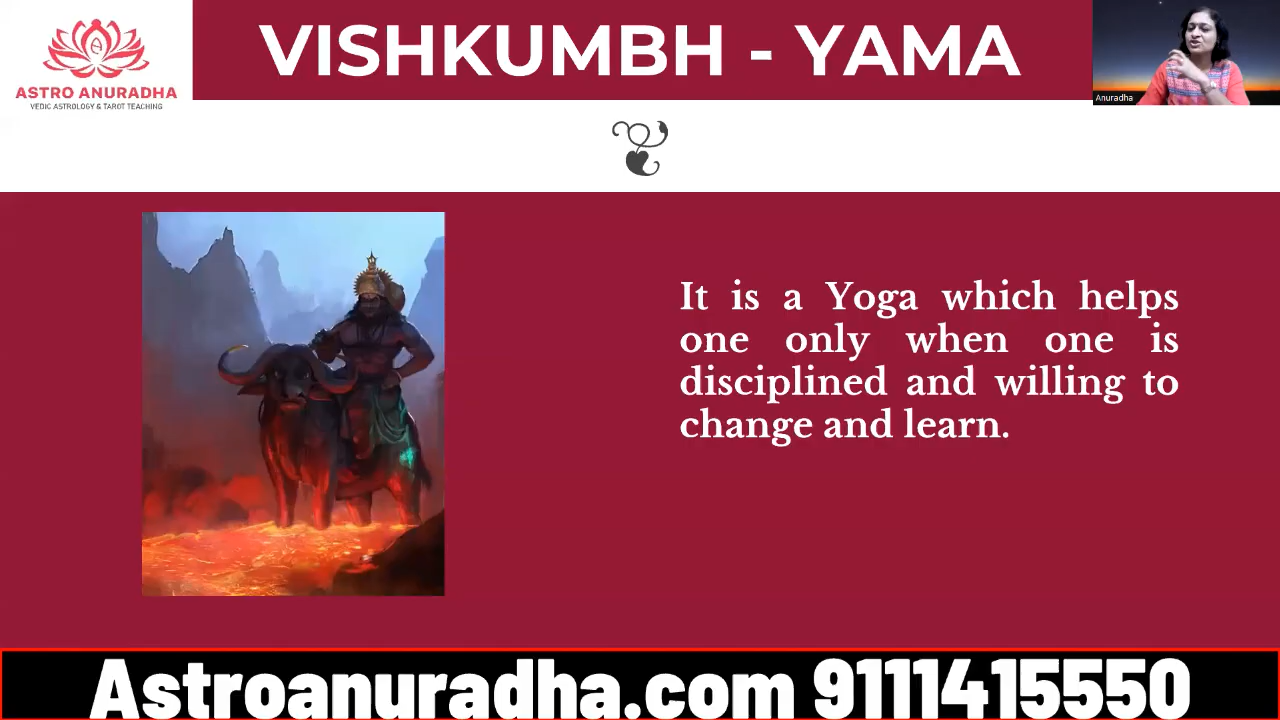 VISHKUMBH - YAMA
ASTRO ANURADHA
VEDIC ASTROLOGY & TAROT TEACHING
Anuradha
It is a Yoga which helps
one only when one is
disciplined and willing to
change and learn.
Astroanuradha.com 9111415550